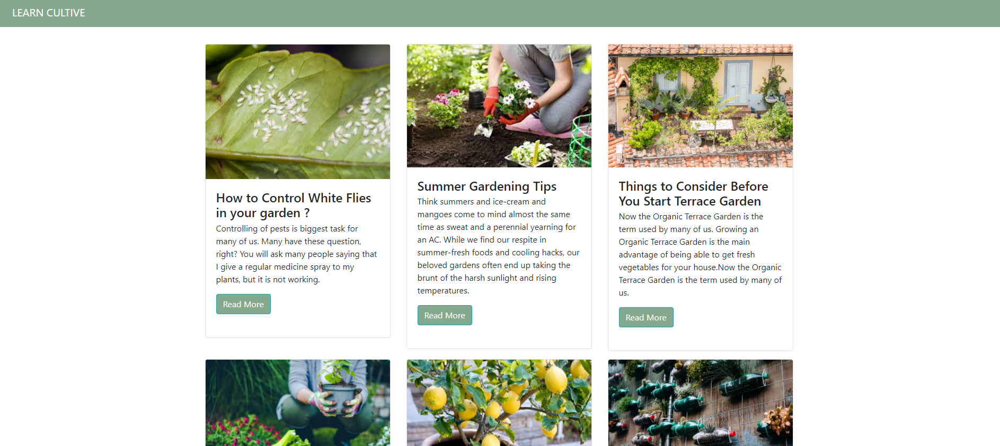 LEARN CULTIVE
How to Control White Flies
in your garden ?
Controlling of pests is biggest task for
many of us. Many have these question,
right? You will ask many people saying that
I give a regular medicine spray to my
plants, but it is not working.
Read More
Summer Gardening Tips
Think summers and ice-cream and
mangoes come to mind almost the same
time as sweat and a perennial yearning for
an AC. While we find our respite in
summer-fresh foods and cooling hacks, our
beloved gardens often end up taking the
brunt of the harsh sunlight and rising
temperatures.
Read More
Things to Consider Before
You Start Terrace Garden
Now the Organic Terrace Garden is the
term used by many of us. Growing an
Organic Terrace Garden is the main
advantage of being able to get fresh
vegetables for your house.Now the Organic
Terrace Garden is the term used by many of
us.
Read More